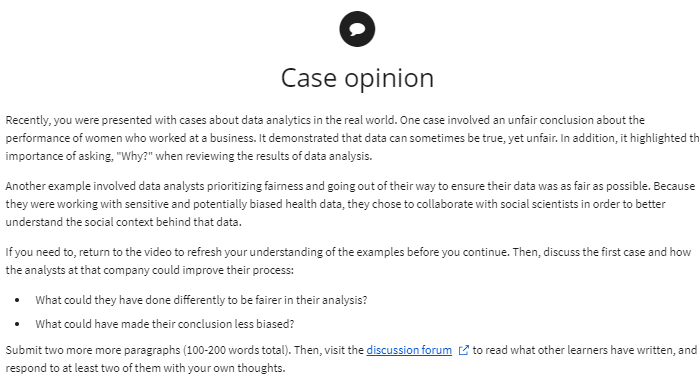 Case opinion
Recently, you were presented with cases about data analytics in the real world. One case involved an unfair conclusion about the
performance of women who worked at a business. It demonstrated that data can sometimes be true, yet unfair. In addition, it highlighted th
importance of asking, "Why?" when reviewing the results of data analysis.
Another example involved data analysts prioritizing fairness and going out of their way to ensure their data was as fair as possible. Because
they were working with sensitive and potentially biased health data, they chose to collaborate with social scientists in order to better
understand the social context behind that data.
If you need to, return to the video to refresh your understanding of the examples before you continue. Then, discuss the first case and how
the analysts at that company could improve their process:
• What could they have done differently to be fairer in their analysis?
• What could have made their conclusion less biased?
Submit two more more paragraphs (100-200 words total). Then, visit the discussion forum to read what other learners have written, and
respond to at least two of them with your own thoughts.